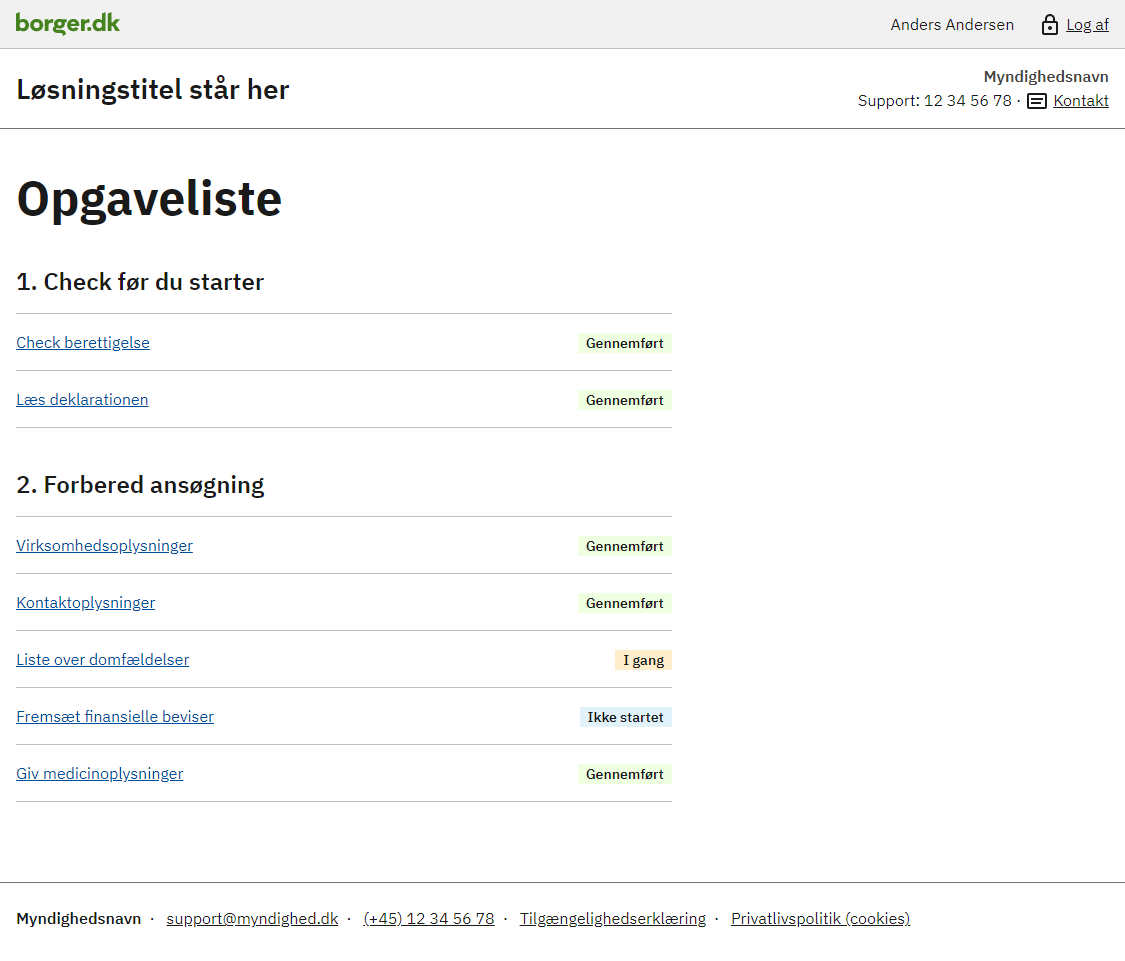 borger.dk Anders Andersen Log af
Løsningstitel står her
Myndighedsnavn
Support: 12 34 56 78 · Kontakt
Opgaveliste
1. Check før du starter
Check berettigelse Gennemført
Læs deklarationen Gennemført
2. Forbered ansøgning
Virksomhedsoplysninger Gennemført
Kontaktoplysninger Gennemført
Liste over domfældelser I gang
Fremsæt finansielle beviser Ikke startet
Giv medicinoplysninger Gennemført
Myndighedsnavn · support@myndighed.dk · (+45) 12 34 56 78 · Tilgængelighedserklæring · Privatlivspolitik (cookies)